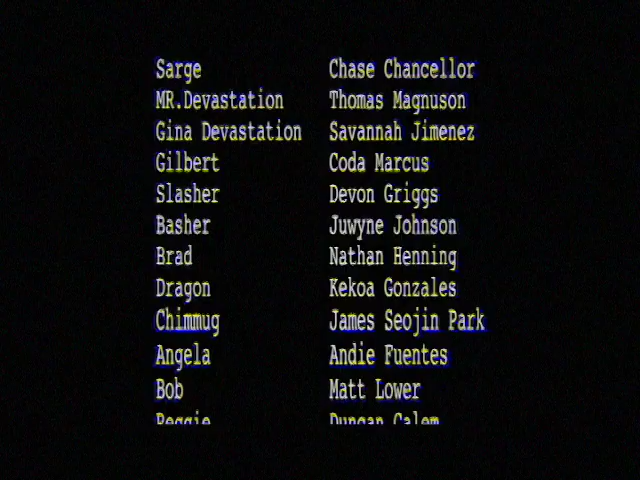 Sarge Chase Chancellor
MR.Devastation Thomas Magnuson
Gina Devastation Savannah Jimenez
Gilbert Coda Marcus
Slasher Devon Griggs
Basher Juwyne Johnson
Brad Nathan Henning
Dragon Kekoa Gonzales
Chimmug James Seojin Park
Angela Andie Fuentes
Bob Matt Lower